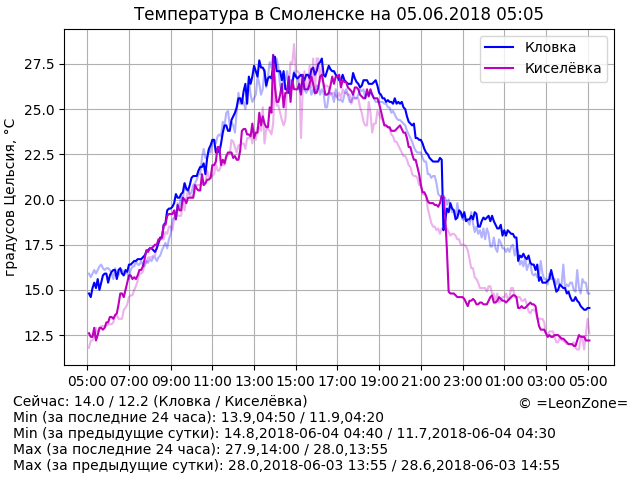 Температура в Смоленске на 05.06.2018 05:05
Кловка
Киселёвка
градусов Цельсия, °C
27.5
25.0
22.5
20.0
17.5
15.0
12.5
05:00 07:00 09:00 11:00 13:00 15:00 17:00 19:00 21:00 23:00 01:00 03:00 05:00
© =LeonZone=
Сейчас: 14.0 / 12.2 (Кловка / Киселёвка)
Min (за последние 24 часа): 13.9,04:50 / 11.9,04:20
Min (за предыдущие сутки): 14.8,2018-06-04 04:40 / 11.7,2018-06-04 04:30
Max (за последние 24 часа): 27.9,14:00 / 28.0,13:55
Max (за предыдущие сутки): 28.0,2018-06-03 13:55 / 28.6,2018-06-03 14:55